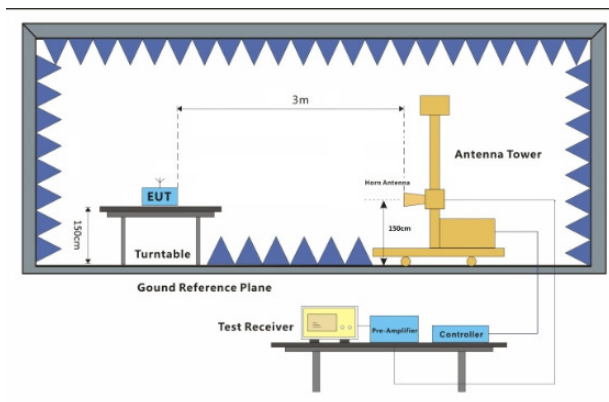 3m
Antenna Tower
Horn Antenna
EUT
150cm
150cm
Turntable
Gound Reference Plane
Test Receiver
Pre-Amplifier
Controller